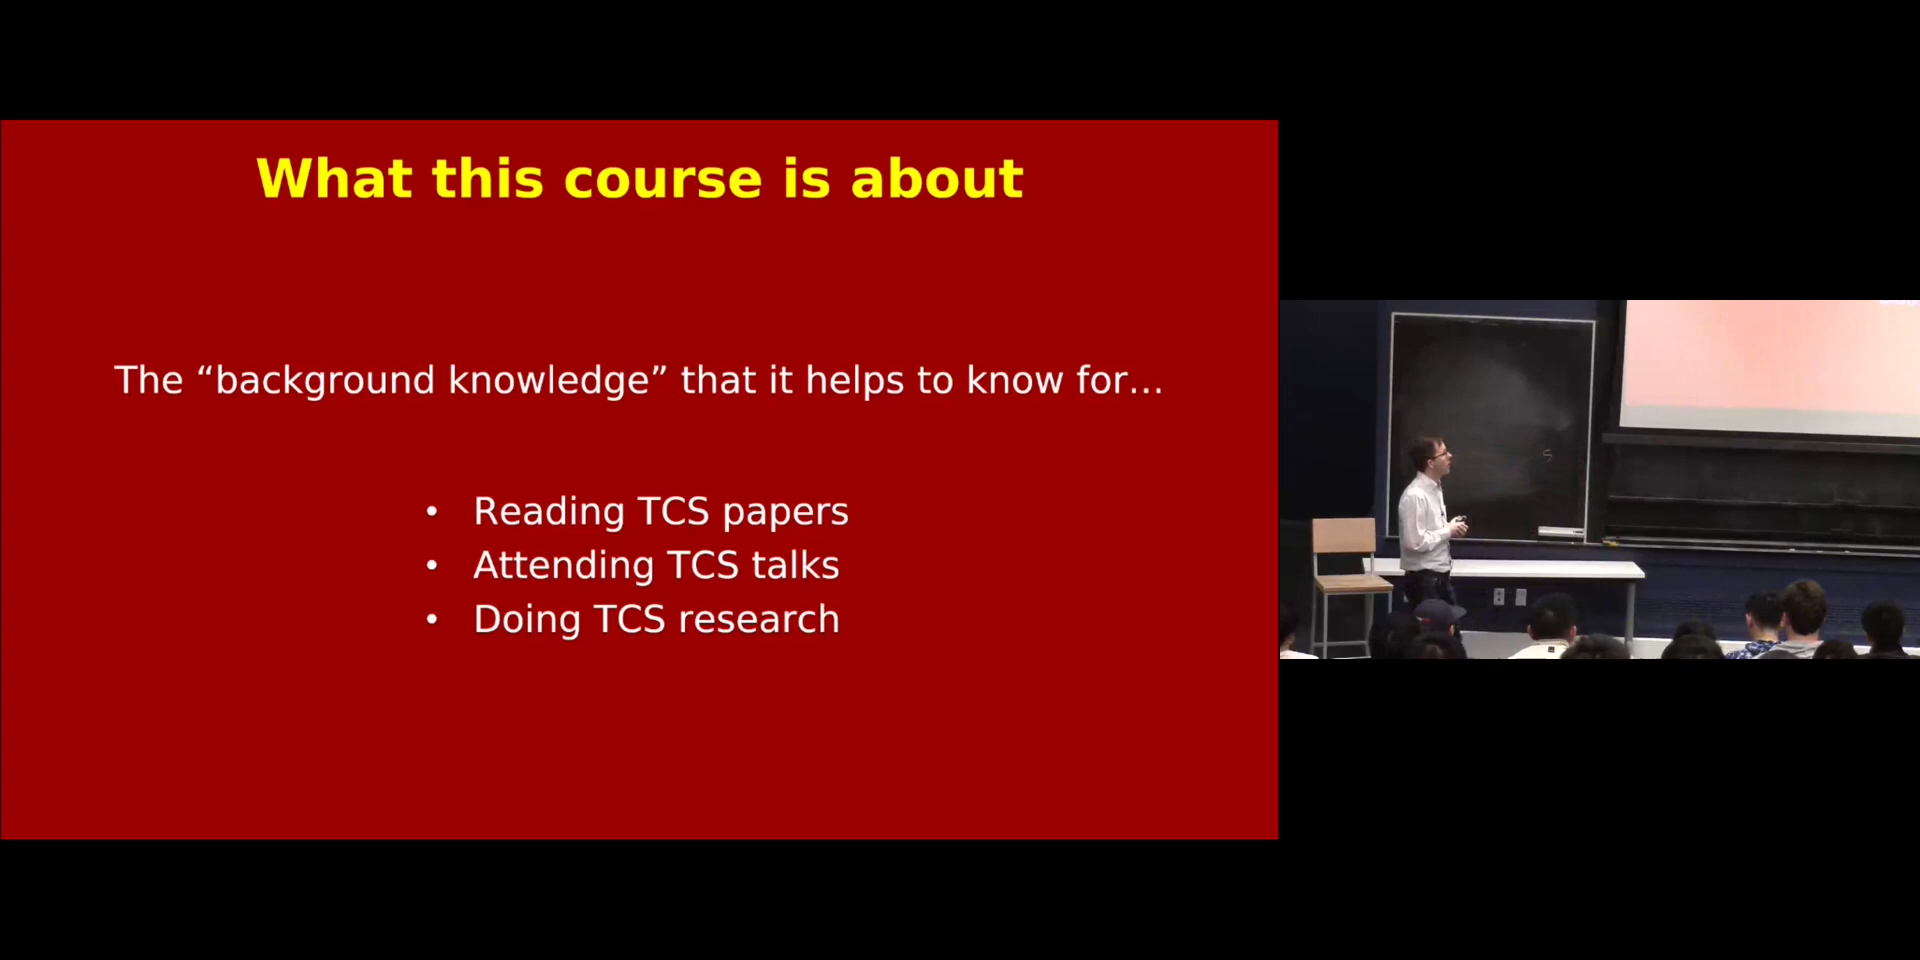 What this course is about
The “background knowledge” that it helps to know for…
• Reading TCS papers
• Attending TCS talks
• Doing TCS research